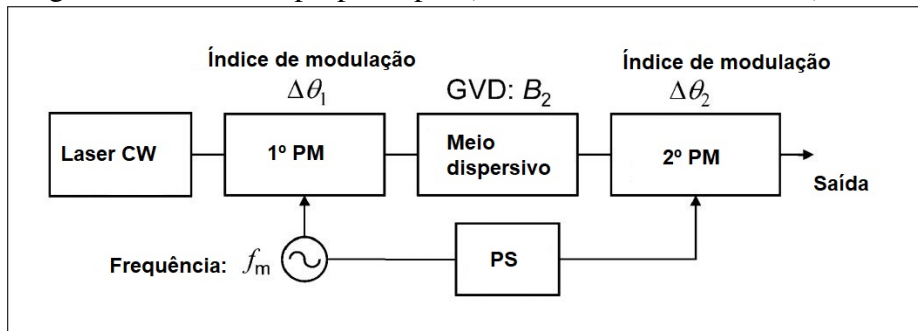 Índice de modulação
Δθ₁
GVD: B₂
Índice de modulação
Δθ₂
Laser CW
1º PM
Meio
dispersivo
2º PM
Saída
Frequência: fₘ
PS